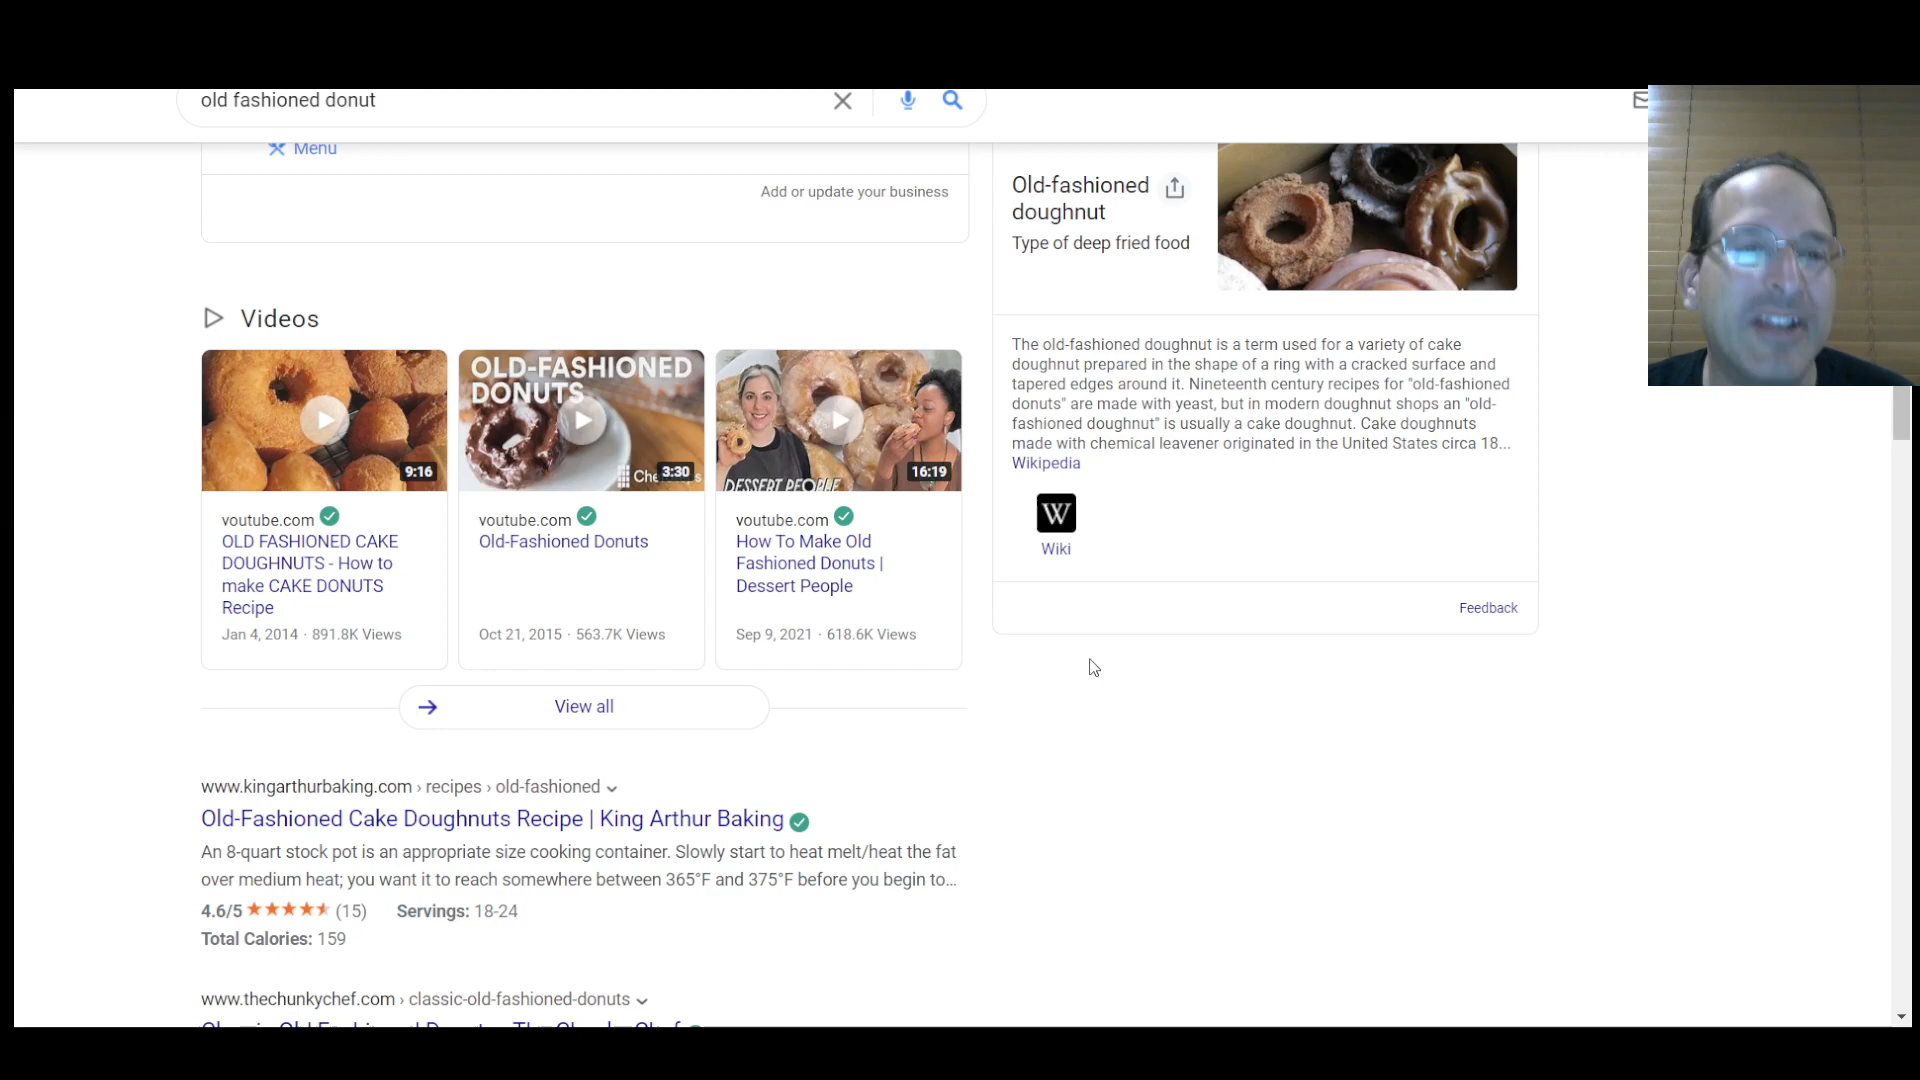 old fashioned donut
Menu
Add or update your business
Videos
OLD-FASHIONED
DONUTS
9:16
3:30
DESSERT PEOPLE
16:19
youtube.com
OLD FASHIONED CAKE
DOUGHNUTS - How to
make CAKE DONUTS
Recipe
Jan 4, 2014 · 891.8K Views
youtube.com
Old-Fashioned Donuts
Oct 21, 2015 · 563.7K Views
youtube.com
How To Make Old
Fashioned Donuts |
Dessert People
Sep 9, 2021 · 618.6K Views
View all
www.kingarthurbaking.com › recipes › old-fashioned
Old-Fashioned Cake Doughnuts Recipe | King Arthur Baking
An 8-quart stock pot is an appropriate size cooking container. Slowly start to heat melt/heat the fat
over medium heat; you want it to reach somewhere between 365°F and 375°F before you begin to...
4.6/5 (15) Servings: 18-24
Total Calories: 159
www.thechunkychef.com › classic-old-fashioned-donuts
Old-fashioned
doughnut
Type of deep fried food
The old-fashioned doughnut is a term used for a variety of cake
doughnut prepared in the shape of a ring with a cracked surface and
tapered edges around it. Nineteenth century recipes for "old-fashioned
donuts" are made with yeast, but in modern doughnut shops an "old-
fashioned doughnut" is usually a cake doughnut. Cake doughnuts
made with chemical leavener originated in the United States circa 18...
Wikipedia
W
Wiki
Feedback